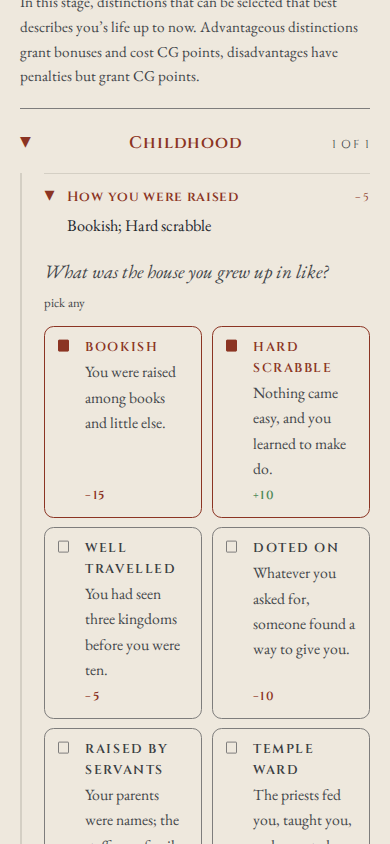 In this stage, distinctions that can be selected that best
describes you's life up to now. Advantageous distinctions
grant bonuses and cost CG points, disadvantages have
penalties but grant CG points.
▼ Childhood 1 OF 1
▼ How you were raised –5
Bookish; Hard scrabble
What was the house you grew up in like?
pick any
BOOKISH
You were raised
among books
and little else.
–15
HARD
SCRABBLE
Nothing came
easy, and you
learned to make
do.
+10
WELL
TRAVELLED
You had seen
three kingdoms
before you were
ten.
–5
DOTED ON
Whatever you
asked for,
someone found a
way to give you.
–10
RAISED BY
SERVANTS
Your parents
were names; the
TEMPLE
WARD
The priests fed
you, taught you,